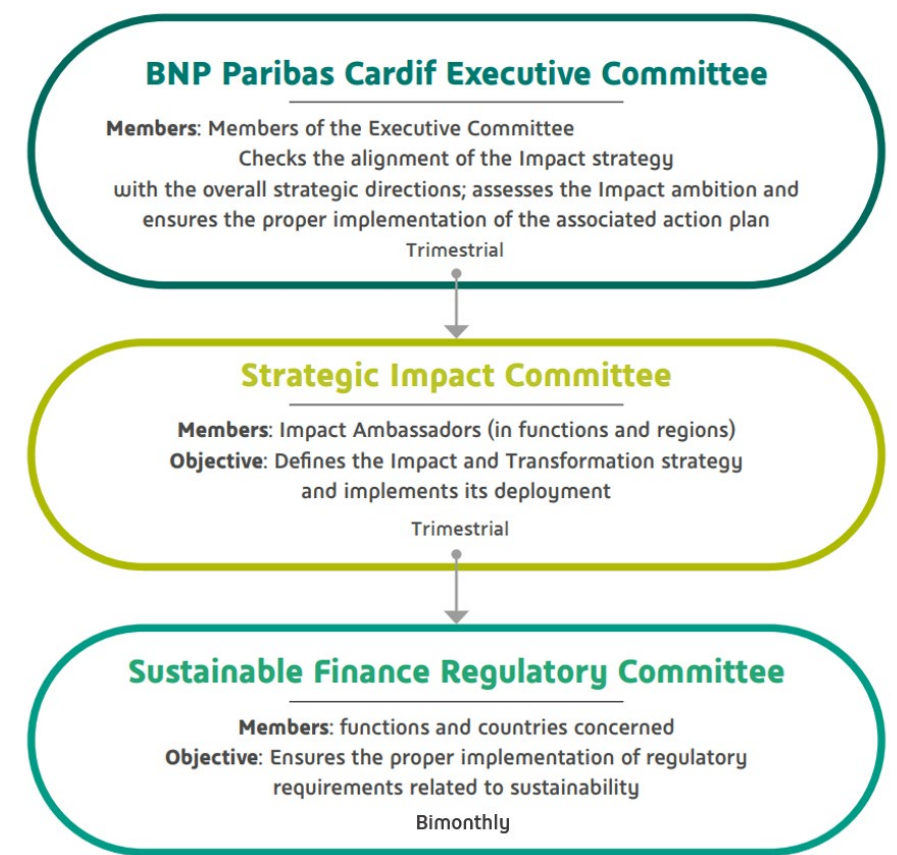 BNP Paribas Cardif Executive Committee
Members: Members of the Executive Committee
Checks the alignment of the Impact strategy
with the overall strategic directions; assesses the Impact ambition and
ensures the proper implementation of the associated action plan
Trimestrial
Strategic Impact Committee
Members: Impact Ambassadors (in functions and regions)
Objective: Defines the Impact and Transformation strategy
and implements its deployment
Trimestrial
Sustainable Finance Regulatory Committee
Members: functions and countries concerned
Objective: Ensures the proper implementation of regulatory
requirements related to sustainability
Bimonthly